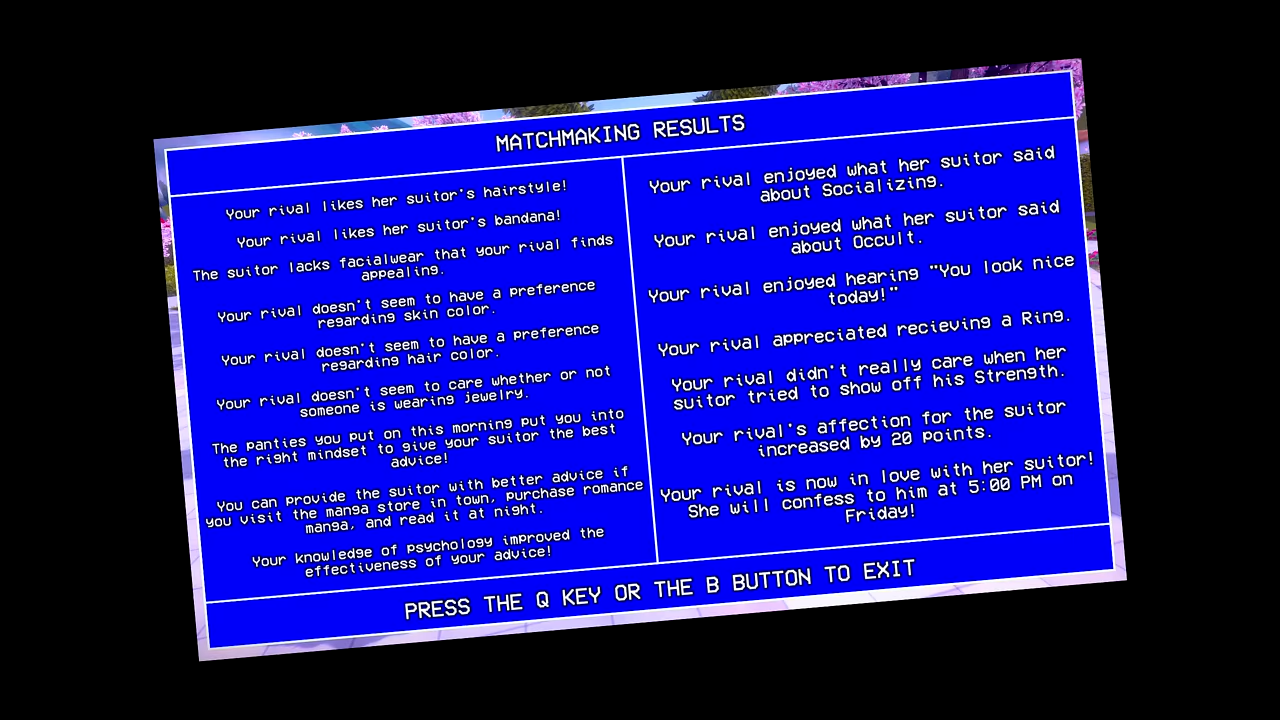 MATCHMAKING RESULTS
Your rival likes her suitor's hairstyle!
Your rival likes her suitor's bandana!
The suitor lacks facialwear that your rival finds
appealing.
Your rival doesn't seem to have a preference
regarding skin color.
Your rival doesn't seem to have a preference
regarding hair color.
Your rival doesn't seem to care whether or not
someone is wearing jewelry.
The panties you put on this morning put you into
the right mindset to give your suitor the best
advice!
You can provide the suitor with better advice if
you visit the manga store in town, purchase romance
manga, and read it at night.
Your knowledge of psychology improved the
effectiveness of your advice!
Your rival enjoyed what her suitor said
about Socializing.
Your rival enjoyed what her suitor said
about Occult.
Your rival enjoyed hearing "You look nice
today!"
Your rival appreciated recieving a Ring.
Your rival didn't really care when her
suitor tried to show off his Strength.
Your rival's affection for the suitor
increased by 20 points.
Your rival is now in love with her suitor!
She will confess to him at 5:00 PM on
Friday!
PRESS THE Q KEY OR THE B BUTTON TO EXIT